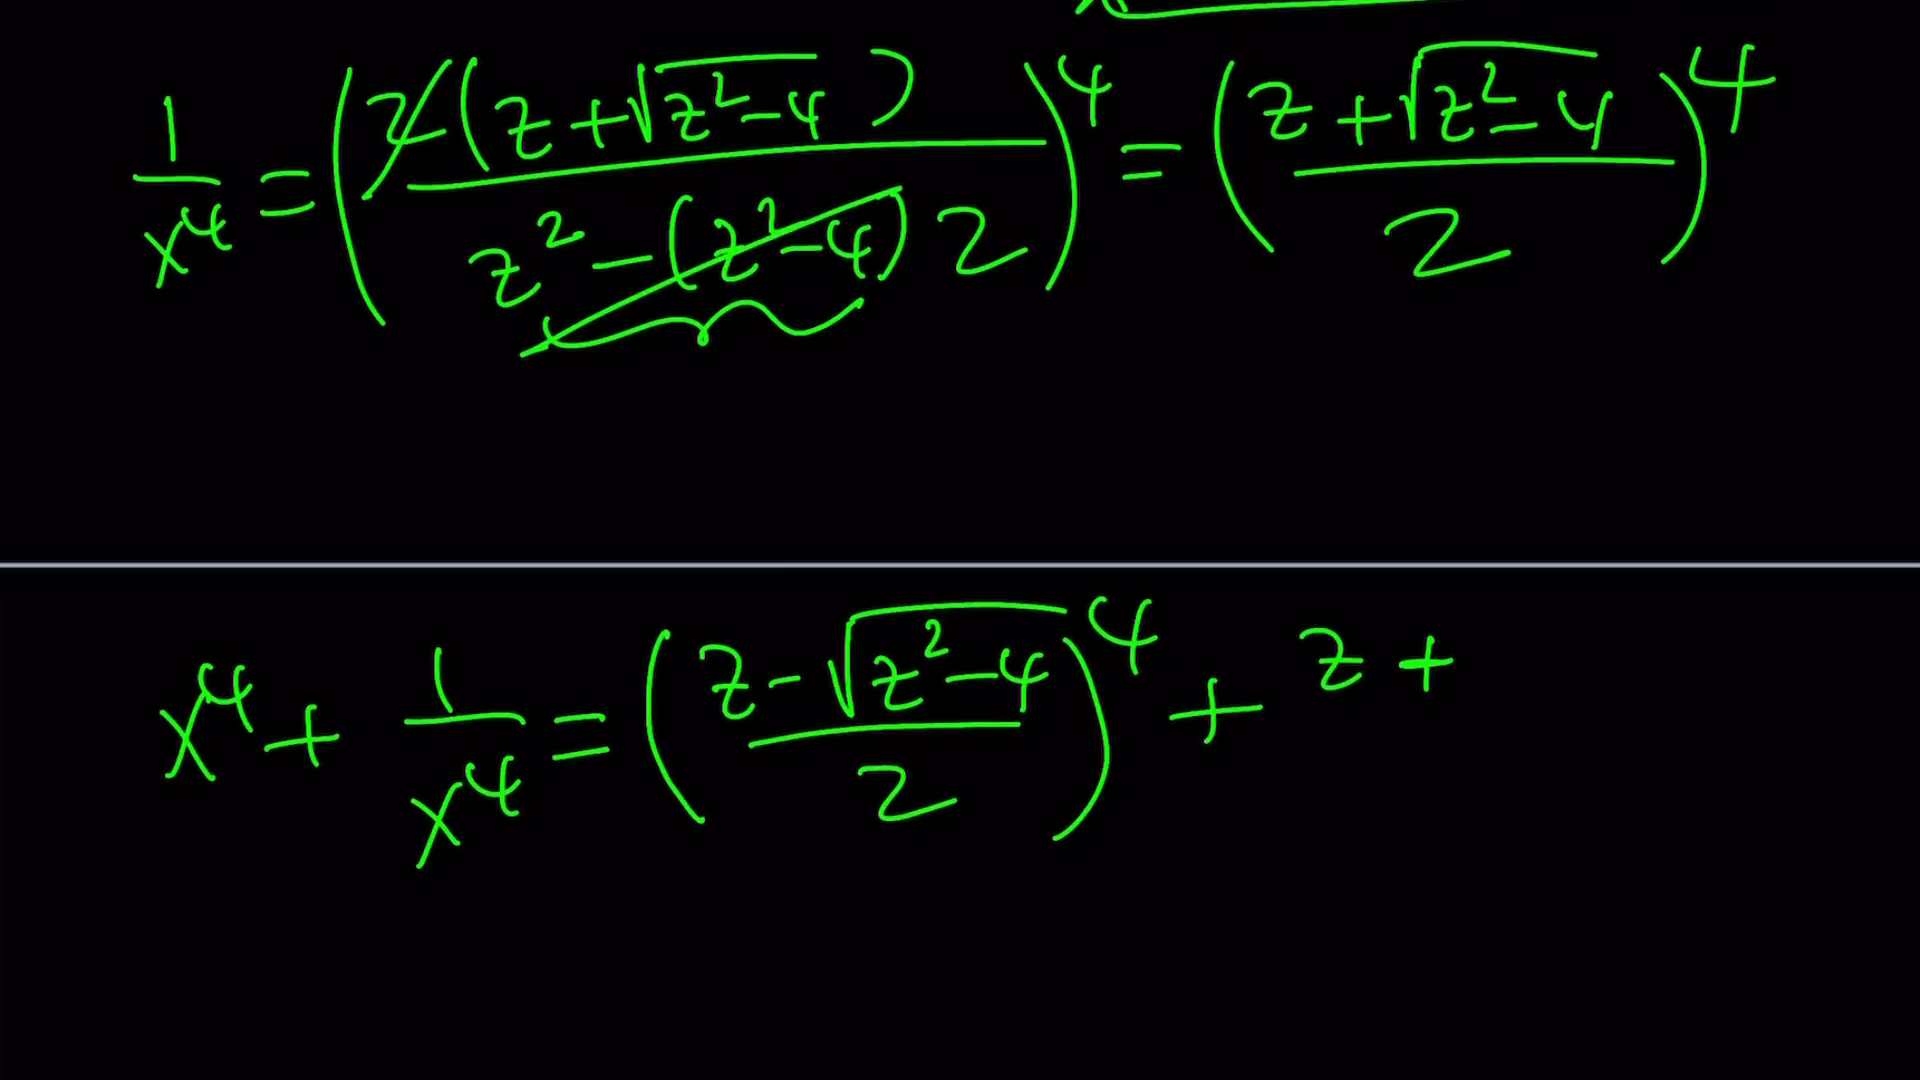 1/x⁴ = (2(z+√(z²-4))/(z²-(z²-4)) 2)⁴ = ((z+√(z²-4))/2)⁴
x⁴ + 1/x⁴ = ((z-√(z²-4))/2)⁴ + z +